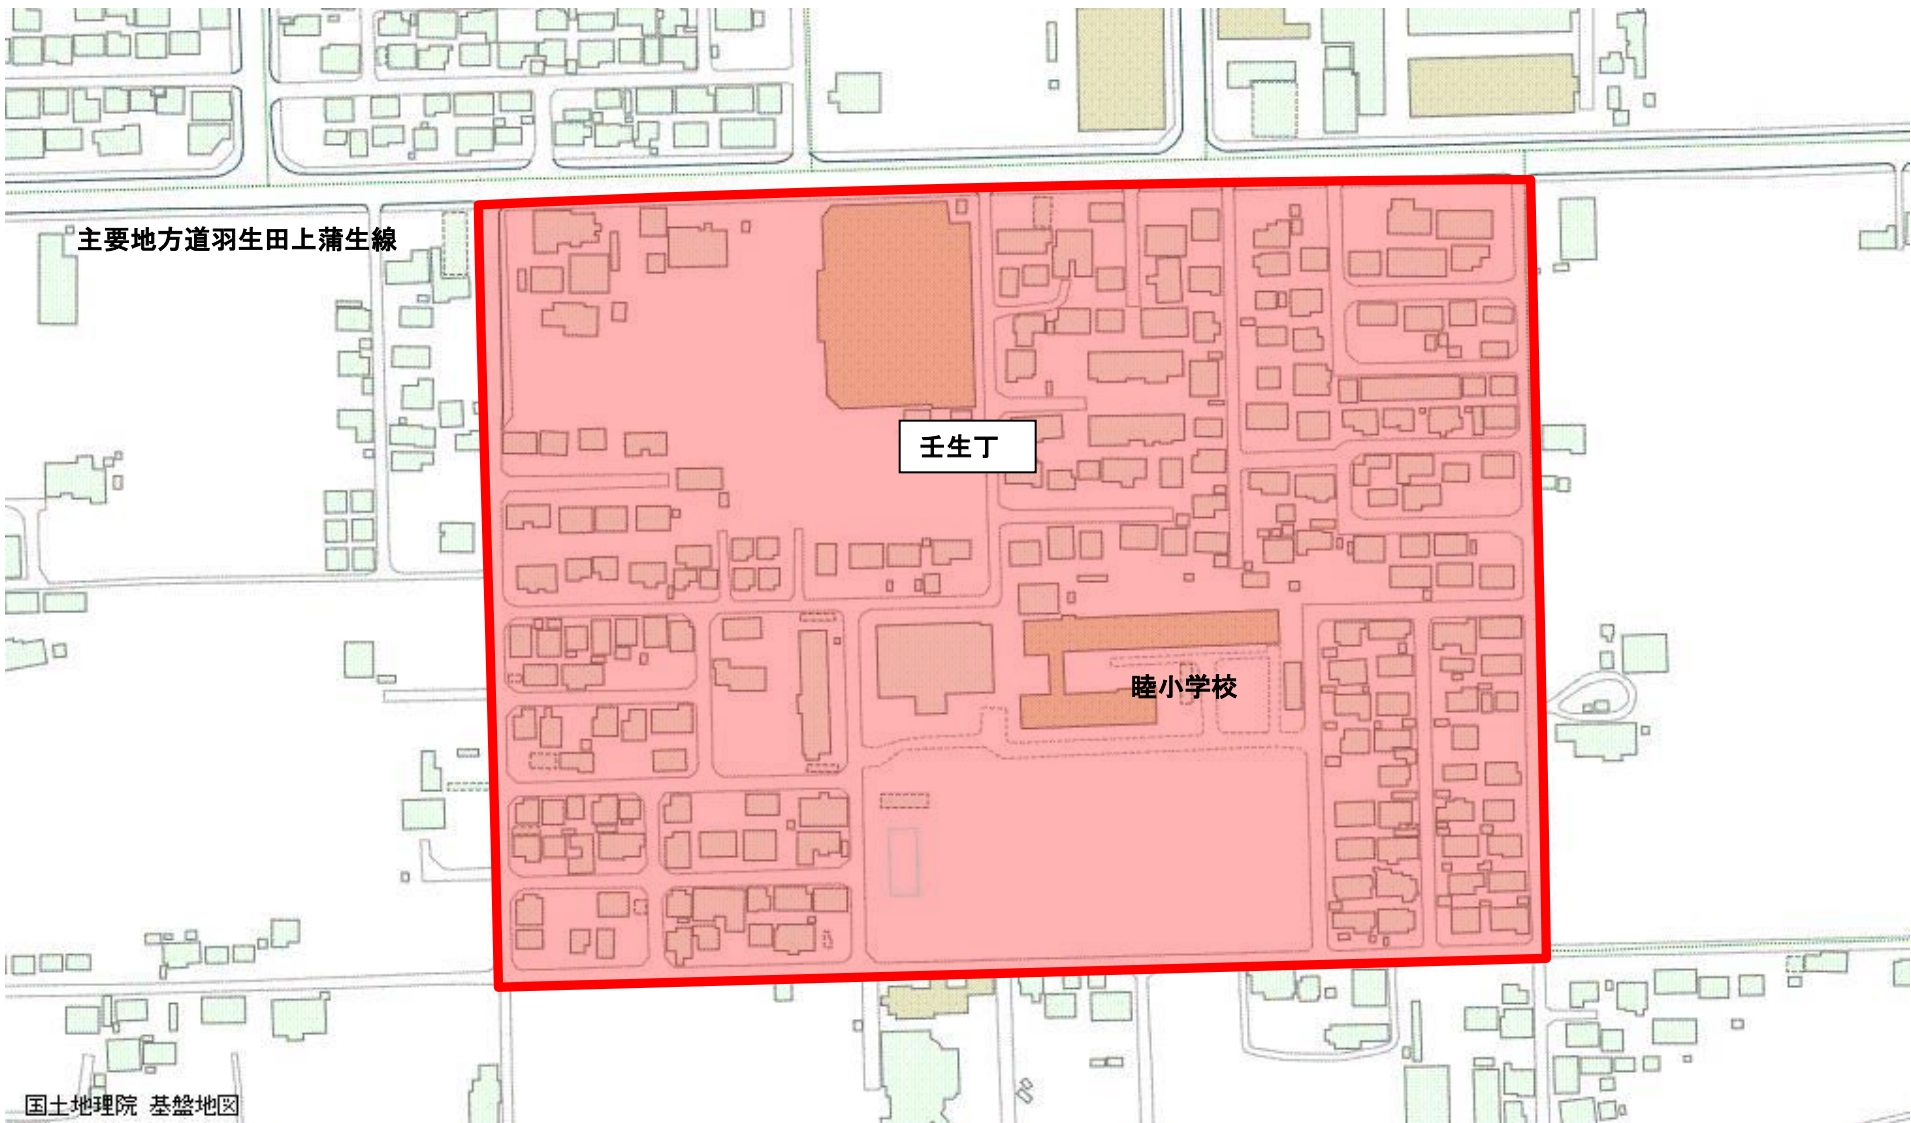 主要地方道羽生田上蒲生線
壬生丁
睦小学校
国土地理院 基盤地図